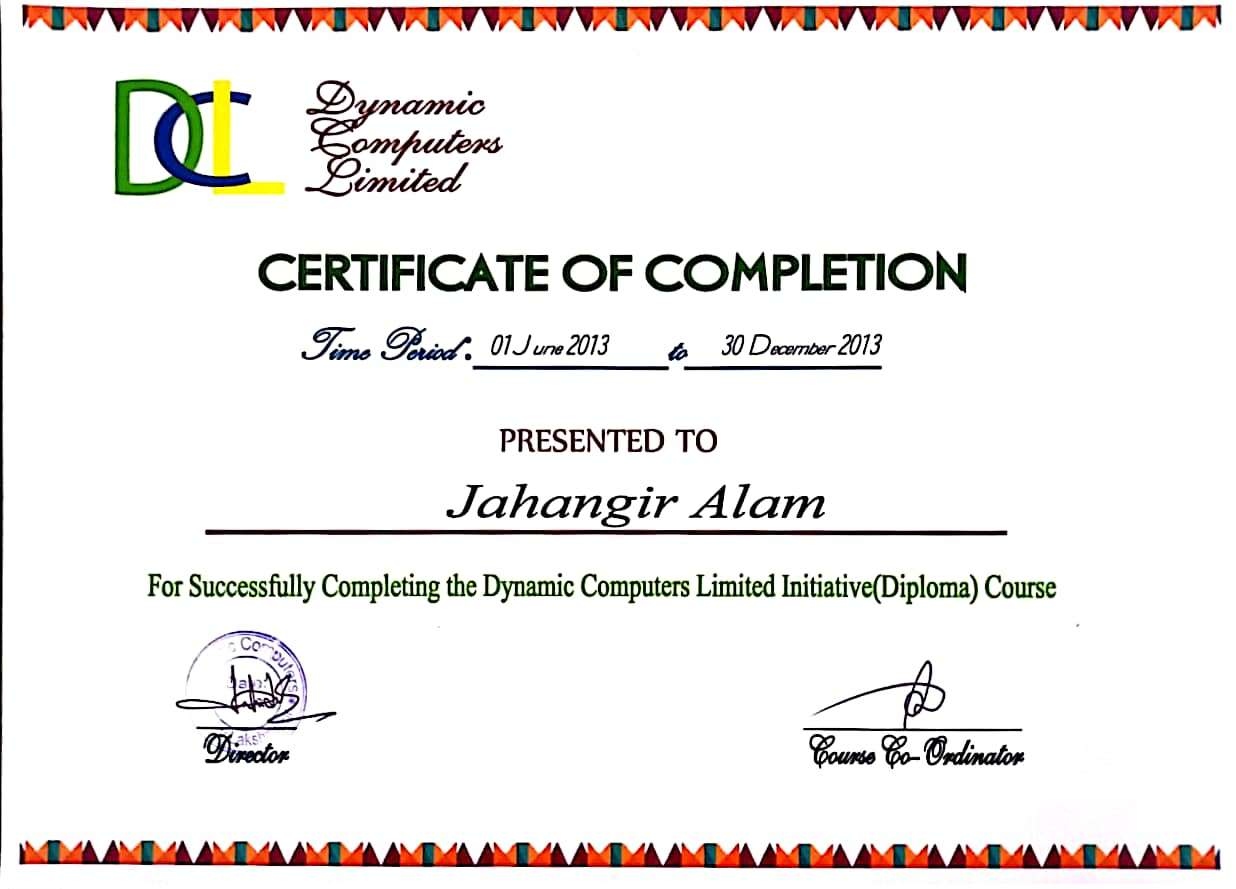 DCL
Dynamic
Computers
Limited
CERTIFICATE OF COMPLETION
Time Period: 01 June 2013 to 30 December 2013
PRESENTED TO
Jahangir Alam
For Successfully Completing the Dynamic Computers Limited Initiative(Diploma) Course
Computers
Director
Course Co-Ordinator